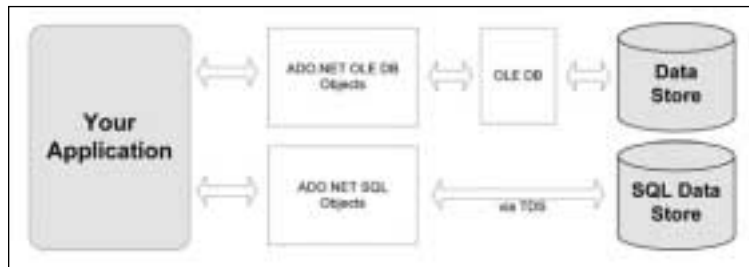 Your
Application
ADO.NET OLE DB
Objects
OLE DB
Data
Store
ADO.NET SQL
Objects
via TDS
SQL Data
Store